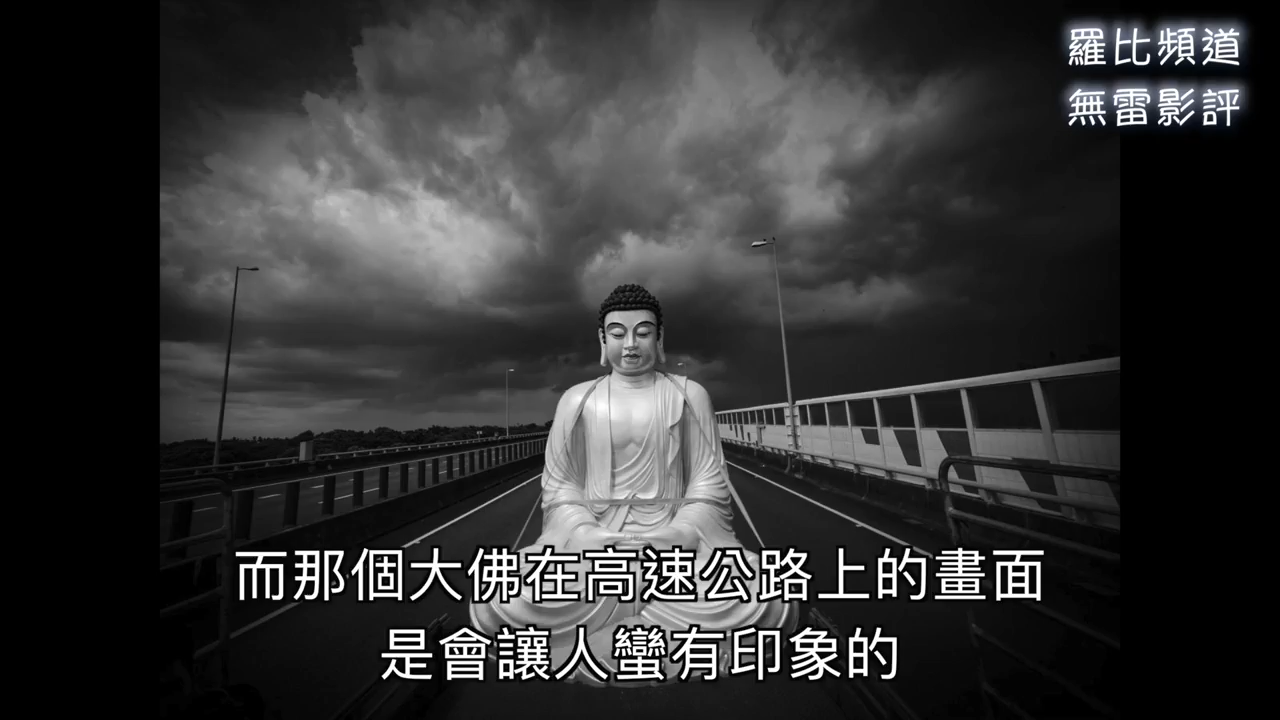 羅比頻道
無雷影評
而那個大佛在高速公路上的畫面
是會讓人蠻有印象的